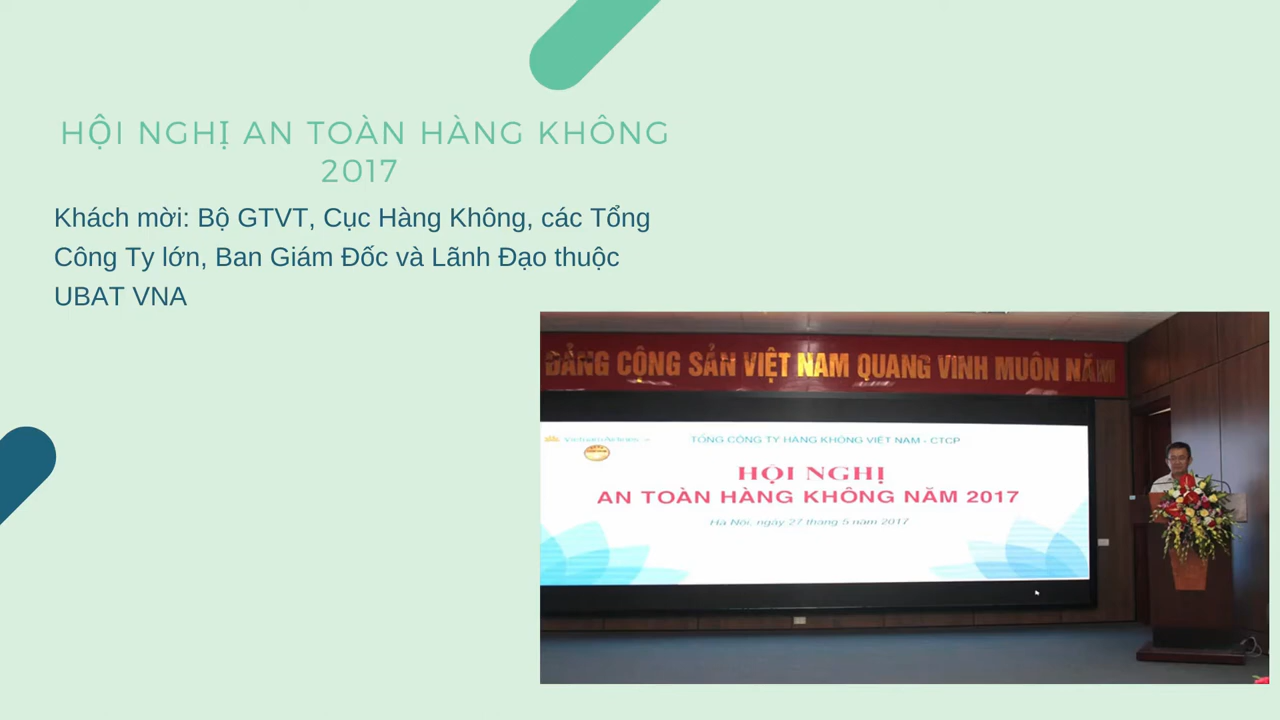 HỘI NGHỊ AN TOÀN HÀNG KHÔNG
2017
Khách mời: Bộ GTVT, Cục Hàng Không, các Tổng
Công Ty lớn, Ban Giám Đốc và Lãnh Đạo thuộc
UBAT VNA
ĐẢNG CÔNG SẢN VIỆT NAM QUANG VINH MUÔN NĂM
Vietnam Airlines
TỔNG CÔNG TY HÀNG KHÔNG VIỆT NAM - CTCP
HỘI NGHỊ
AN TOÀN HÀNG KHÔNG NĂM 2017
Hà Nội, ngày 27 tháng 5 năm 2017